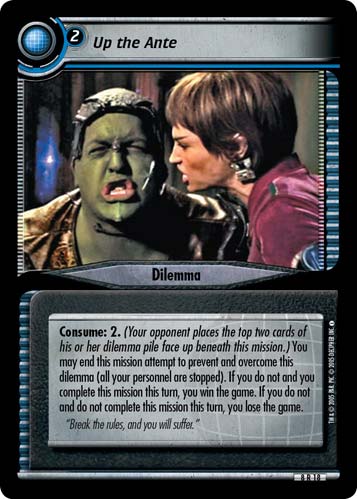 2
Up the Ante
Dilemma
Consume: 2. (Your opponent places the top two cards of
his or her dilemma pile face up beneath this mission.) You
may end this mission attempt to prevent and overcome this
dilemma (all your personnel are stopped). If you do not and you
complete this mission this turn, you win the game. If you do not
and do not complete this mission this turn, you lose the game.
"Break the rules, and you will suffer."
8 R 18